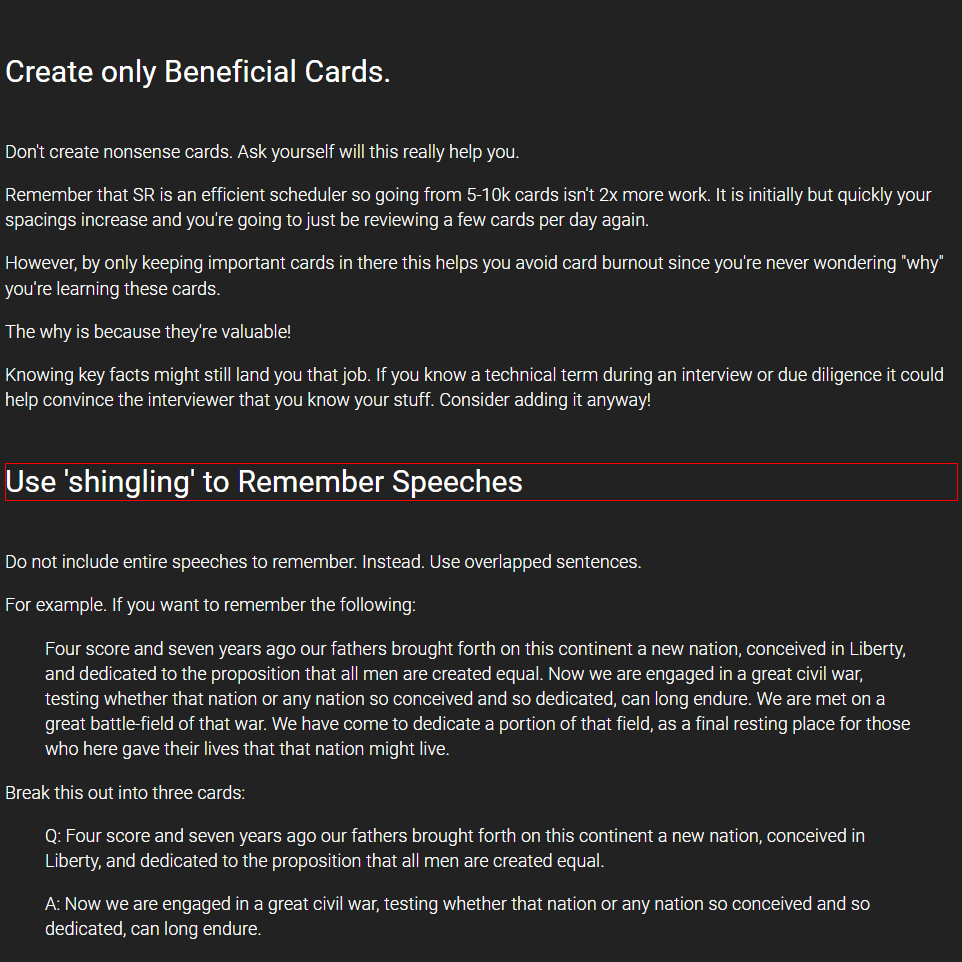 Create only Beneficial Cards.
Don't create nonsense cards. Ask yourself will this really help you.
Remember that SR is an efficient scheduler so going from 5-10k cards isn't 2x more work. It is initially but quickly your
spacings increase and you're going to just be reviewing a few cards per day again.
However, by only keeping important cards in there this helps you avoid card burnout since you're never wondering "why"
you're learning these cards.
The why is because they're valuable!
Knowing key facts might still land you that job. If you know a technical term during an interview or due diligence it could
help convince the interviewer that you know your stuff. Consider adding it anyway!
Use 'shingling' to Remember Speeches
Do not include entire speeches to remember. Instead. Use overlapped sentences.
For example. If you want to remember the following:
Four score and seven years ago our fathers brought forth on this continent a new nation, conceived in Liberty,
and dedicated to the proposition that all men are created equal. Now we are engaged in a great civil war,
testing whether that nation or any nation so conceived and so dedicated, can long endure. We are met on a
great battle-field of that war. We have come to dedicate a portion of that field, as a final resting place for those
who here gave their lives that that nation might live.
Break this out into three cards:
Q: Four score and seven years ago our fathers brought forth on this continent a new nation, conceived in
Liberty, and dedicated to the proposition that all men are created equal.
A: Now we are engaged in a great civil war, testing whether that nation or any nation so conceived and so
dedicated, can long endure.